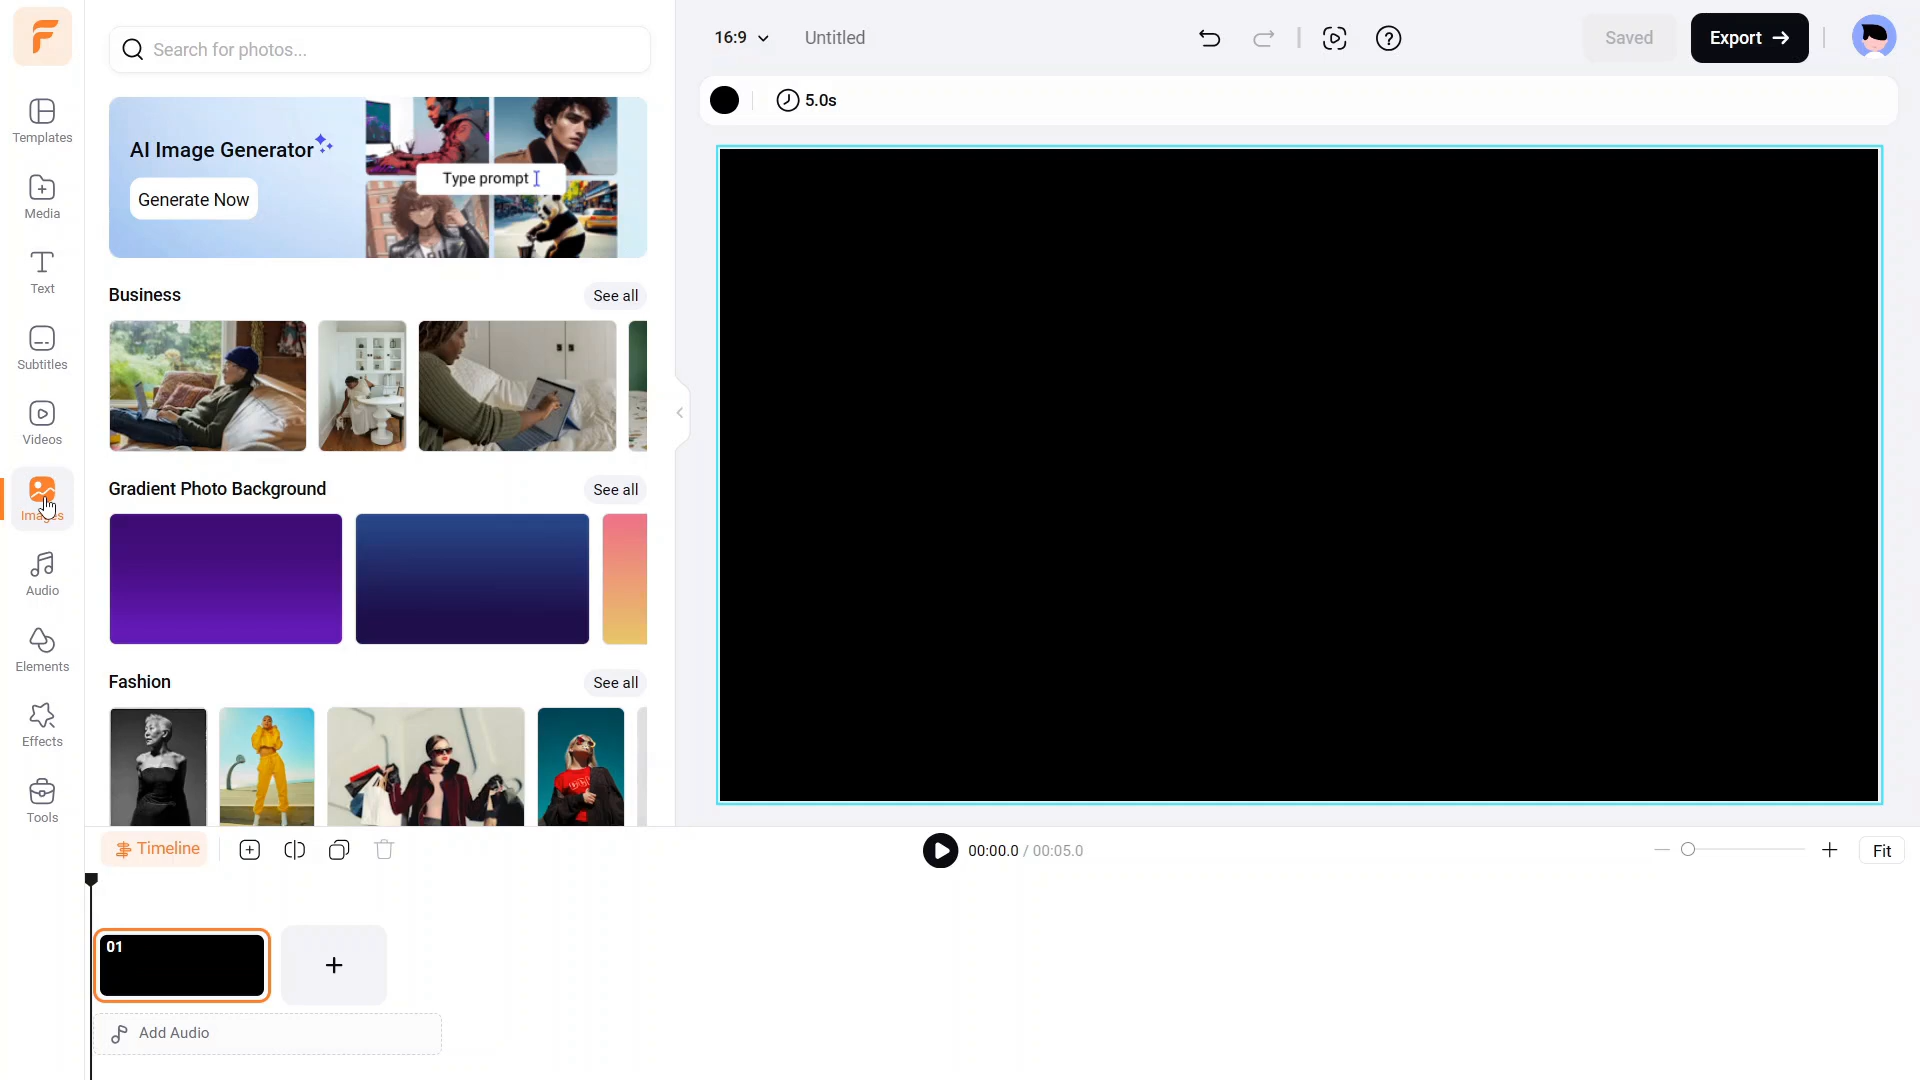 Search for photos...
16:9
Untitled
Saved
Export
Templates
AI Image Generator
Type prompt
Generate Now
5.0s
Media
Text
Business
See all
Subtitles
Videos
Images
Gradient Photo Background
See all
Audio
Elements
Fashion
See all
Effects
Tools
Timeline
00:00.0 / 00:05.0
Fit
01
+
Add Audio